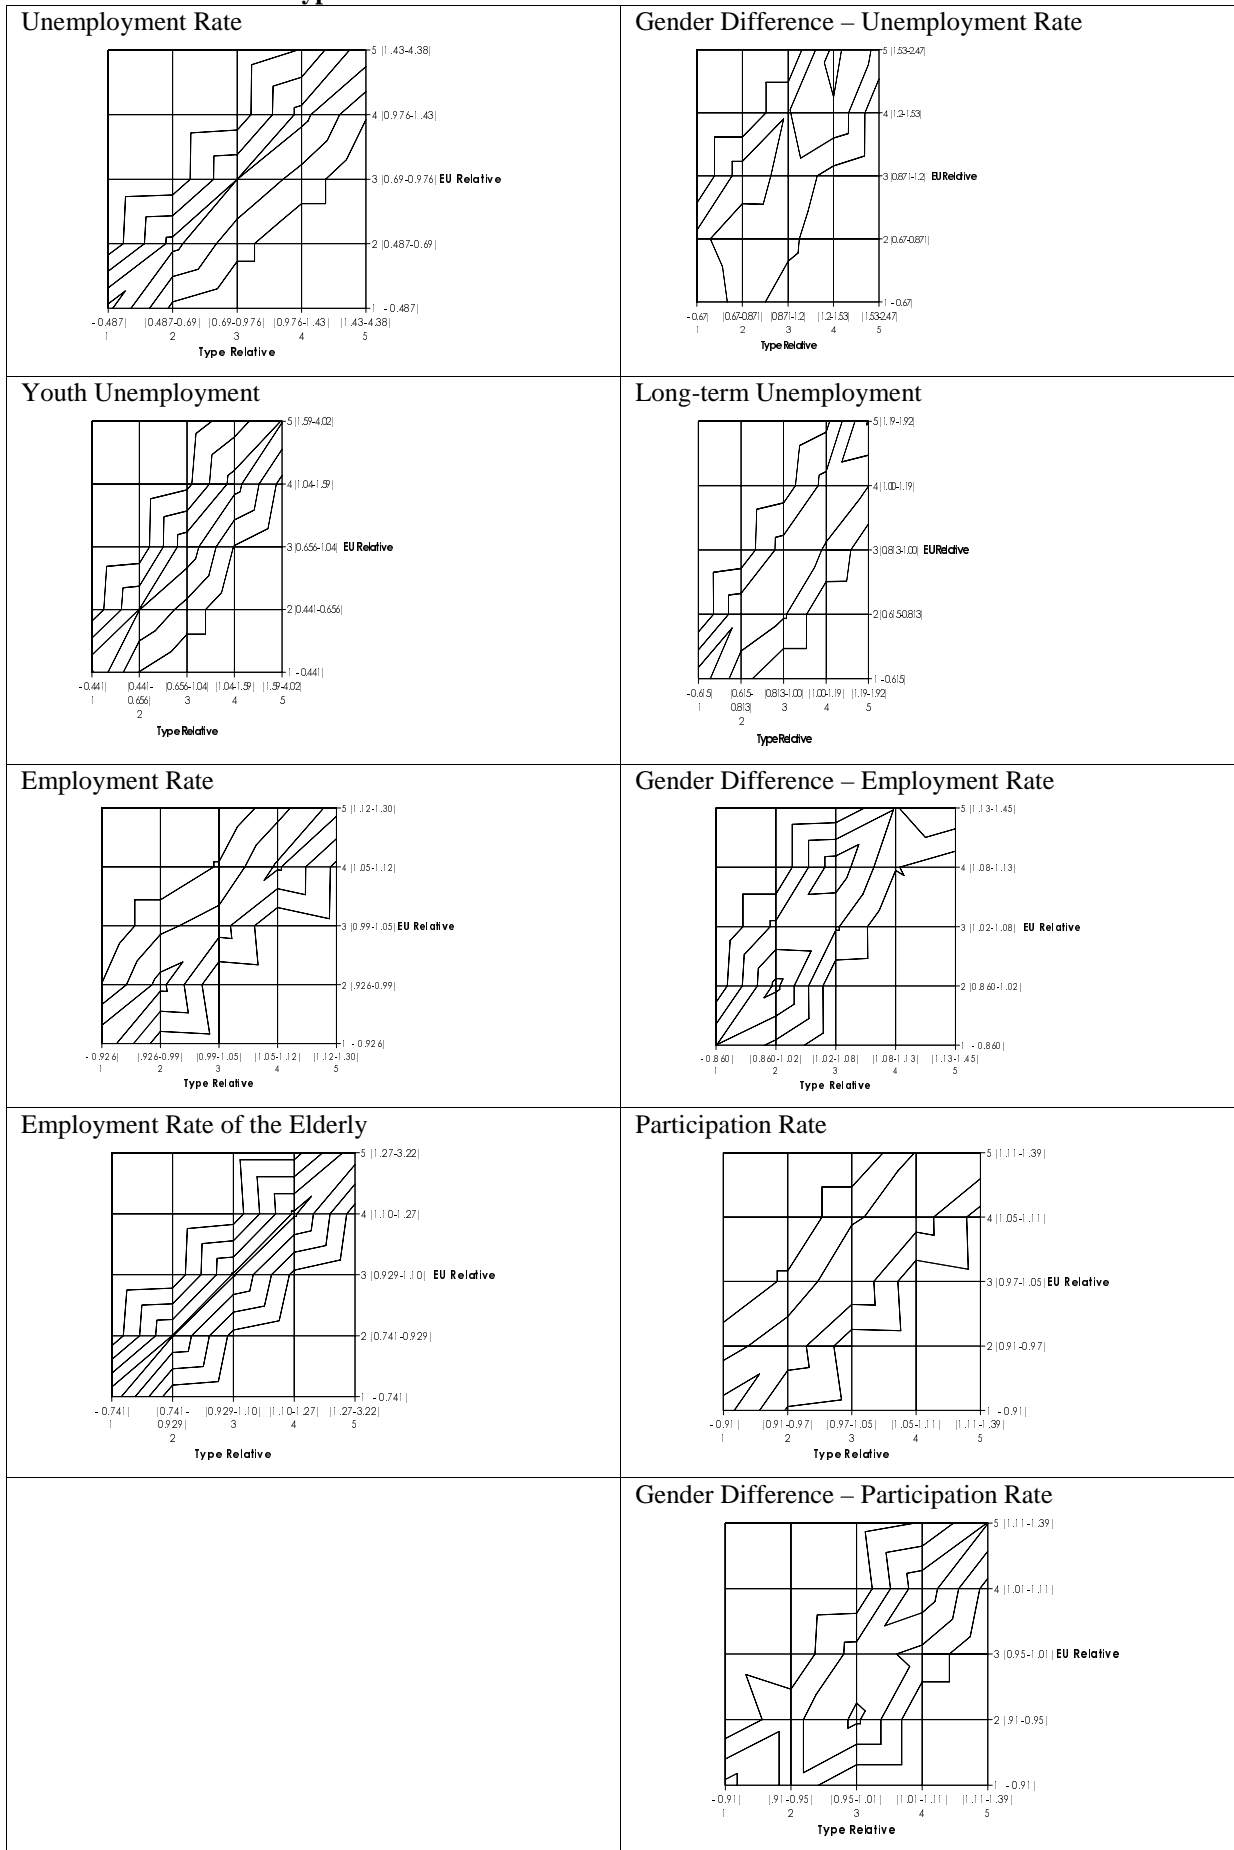 Unemployment Rate
5 |1.43-4.38|
4 |0.976-1.43|
3 |0.69-0.976| EU Relative
2 |0.487-0.69|
1 - 0.487|
- 0.487| |0.487-0.69| |0.69-0.976| |0.976-1.43| |1.43-4.38|
1 2 3 4 5
Type Relative
Gender Difference – Unemployment Rate
5 |1.53-2.47|
4 |1.2-1.53|
3 |0.871-1.2| EU Relative
2 |0.67-0.871|
1 - 0.67|
- 0.67| |0.67-0.871| |0.871-1.2| |1.2-1.53| |1.53-2.47|
1 2 3 4 5
Type Relative
Youth Unemployment
5 |1.59-4.02|
4 |1.04-1.59|
3 |0.656-1.04| EU Relative
2 |0.441-0.656|
1 - 0.441|
- 0.441| |0.441- |0.656-1.04| |1.04-1.59| |1.59-4.02|
1 0.656| 3 4 5
2
Type Relative
Long-term Unemployment
5 |1.19-1.92|
4 |1.00-1.19|
3 |0.813-1.00| EU Relative
2 |0.615-0.813|
1 - 0.615|
- 0.615| |0.615- |0.813-1.00| |1.00-1.19| |1.19-1.92|
1 0.813| 3 4 5
2
Type Relative
Employment Rate
5 |1.12-1.30|
4 |1.05-1.12|
3 |0.99-1.05| EU Relative
2 |.926-0.99|
1 - 0.926|
- 0.926| |.926-0.99| |0.99-1.05| |1.05-1.12| |1.12-1.30|
1 2 3 4 5
Type Relative
Gender Difference – Employment Rate
5 |1.13-1.45|
4 |1.08-1.13|
3 |1.02-1.08| EU Relative
2 |0.860-1.02|
1 - 0.860|
- 0.860| |0.860-1.02| |1.02-1.08| |1.08-1.13| |1.13-1.45|
1 2 3 4 5
Type Relative
Employment Rate of the Elderly
5 |1.27-3.22|
4 |1.10-1.27|
3 |0.929-1.10| EU Relative
2 |0.741-0.929|
1 - 0.741|
- 0.741| |0.741- |0.929-1.10| |1.10-1.27| |1.27-3.22|
1 0.929| 3 4 5
2
Type Relative
Participation Rate
5 |1.11-1.39|
4 |1.05-1.11|
3 |0.97-1.05| EU Relative
2 |0.91-0.97|
1 - 0.91|
- 0.91| |0.91-0.97| |0.97-1.05| |1.05-1.11| |1.11-1.39|
1 2 3 4 5
Type Relative
Gender Difference – Participation Rate
5 |1.11-1.39|
4 |1.01-1.11|
3 |0.95-1.01| EU Relative
2 |.91-0.95|
1 - 0.91|
- 0.91| |.91-0.95| |0.95-1.01| |1.01-1.11| |1.11-1.39|
1 2 3 4 5
Type Relative